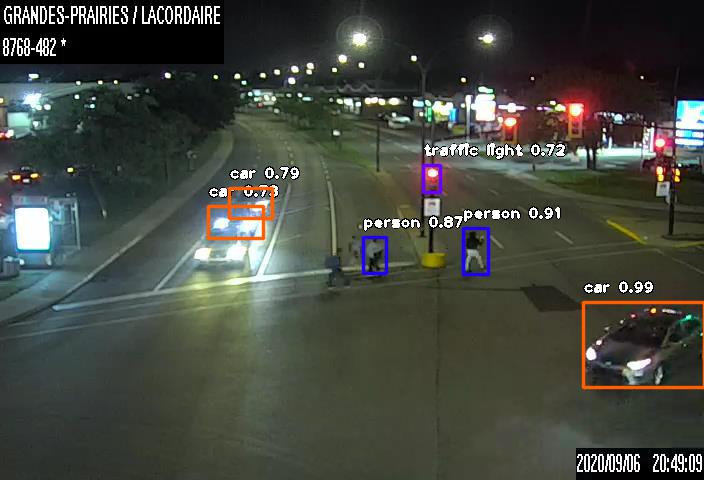 GRANDES-PRAIRIES / LACORDAIRE
8768-482 *
traffic light 0.72
car 0.79
car 0.73
person 0.87
person 0.91
car 0.99
2020/09/06 20:49:09